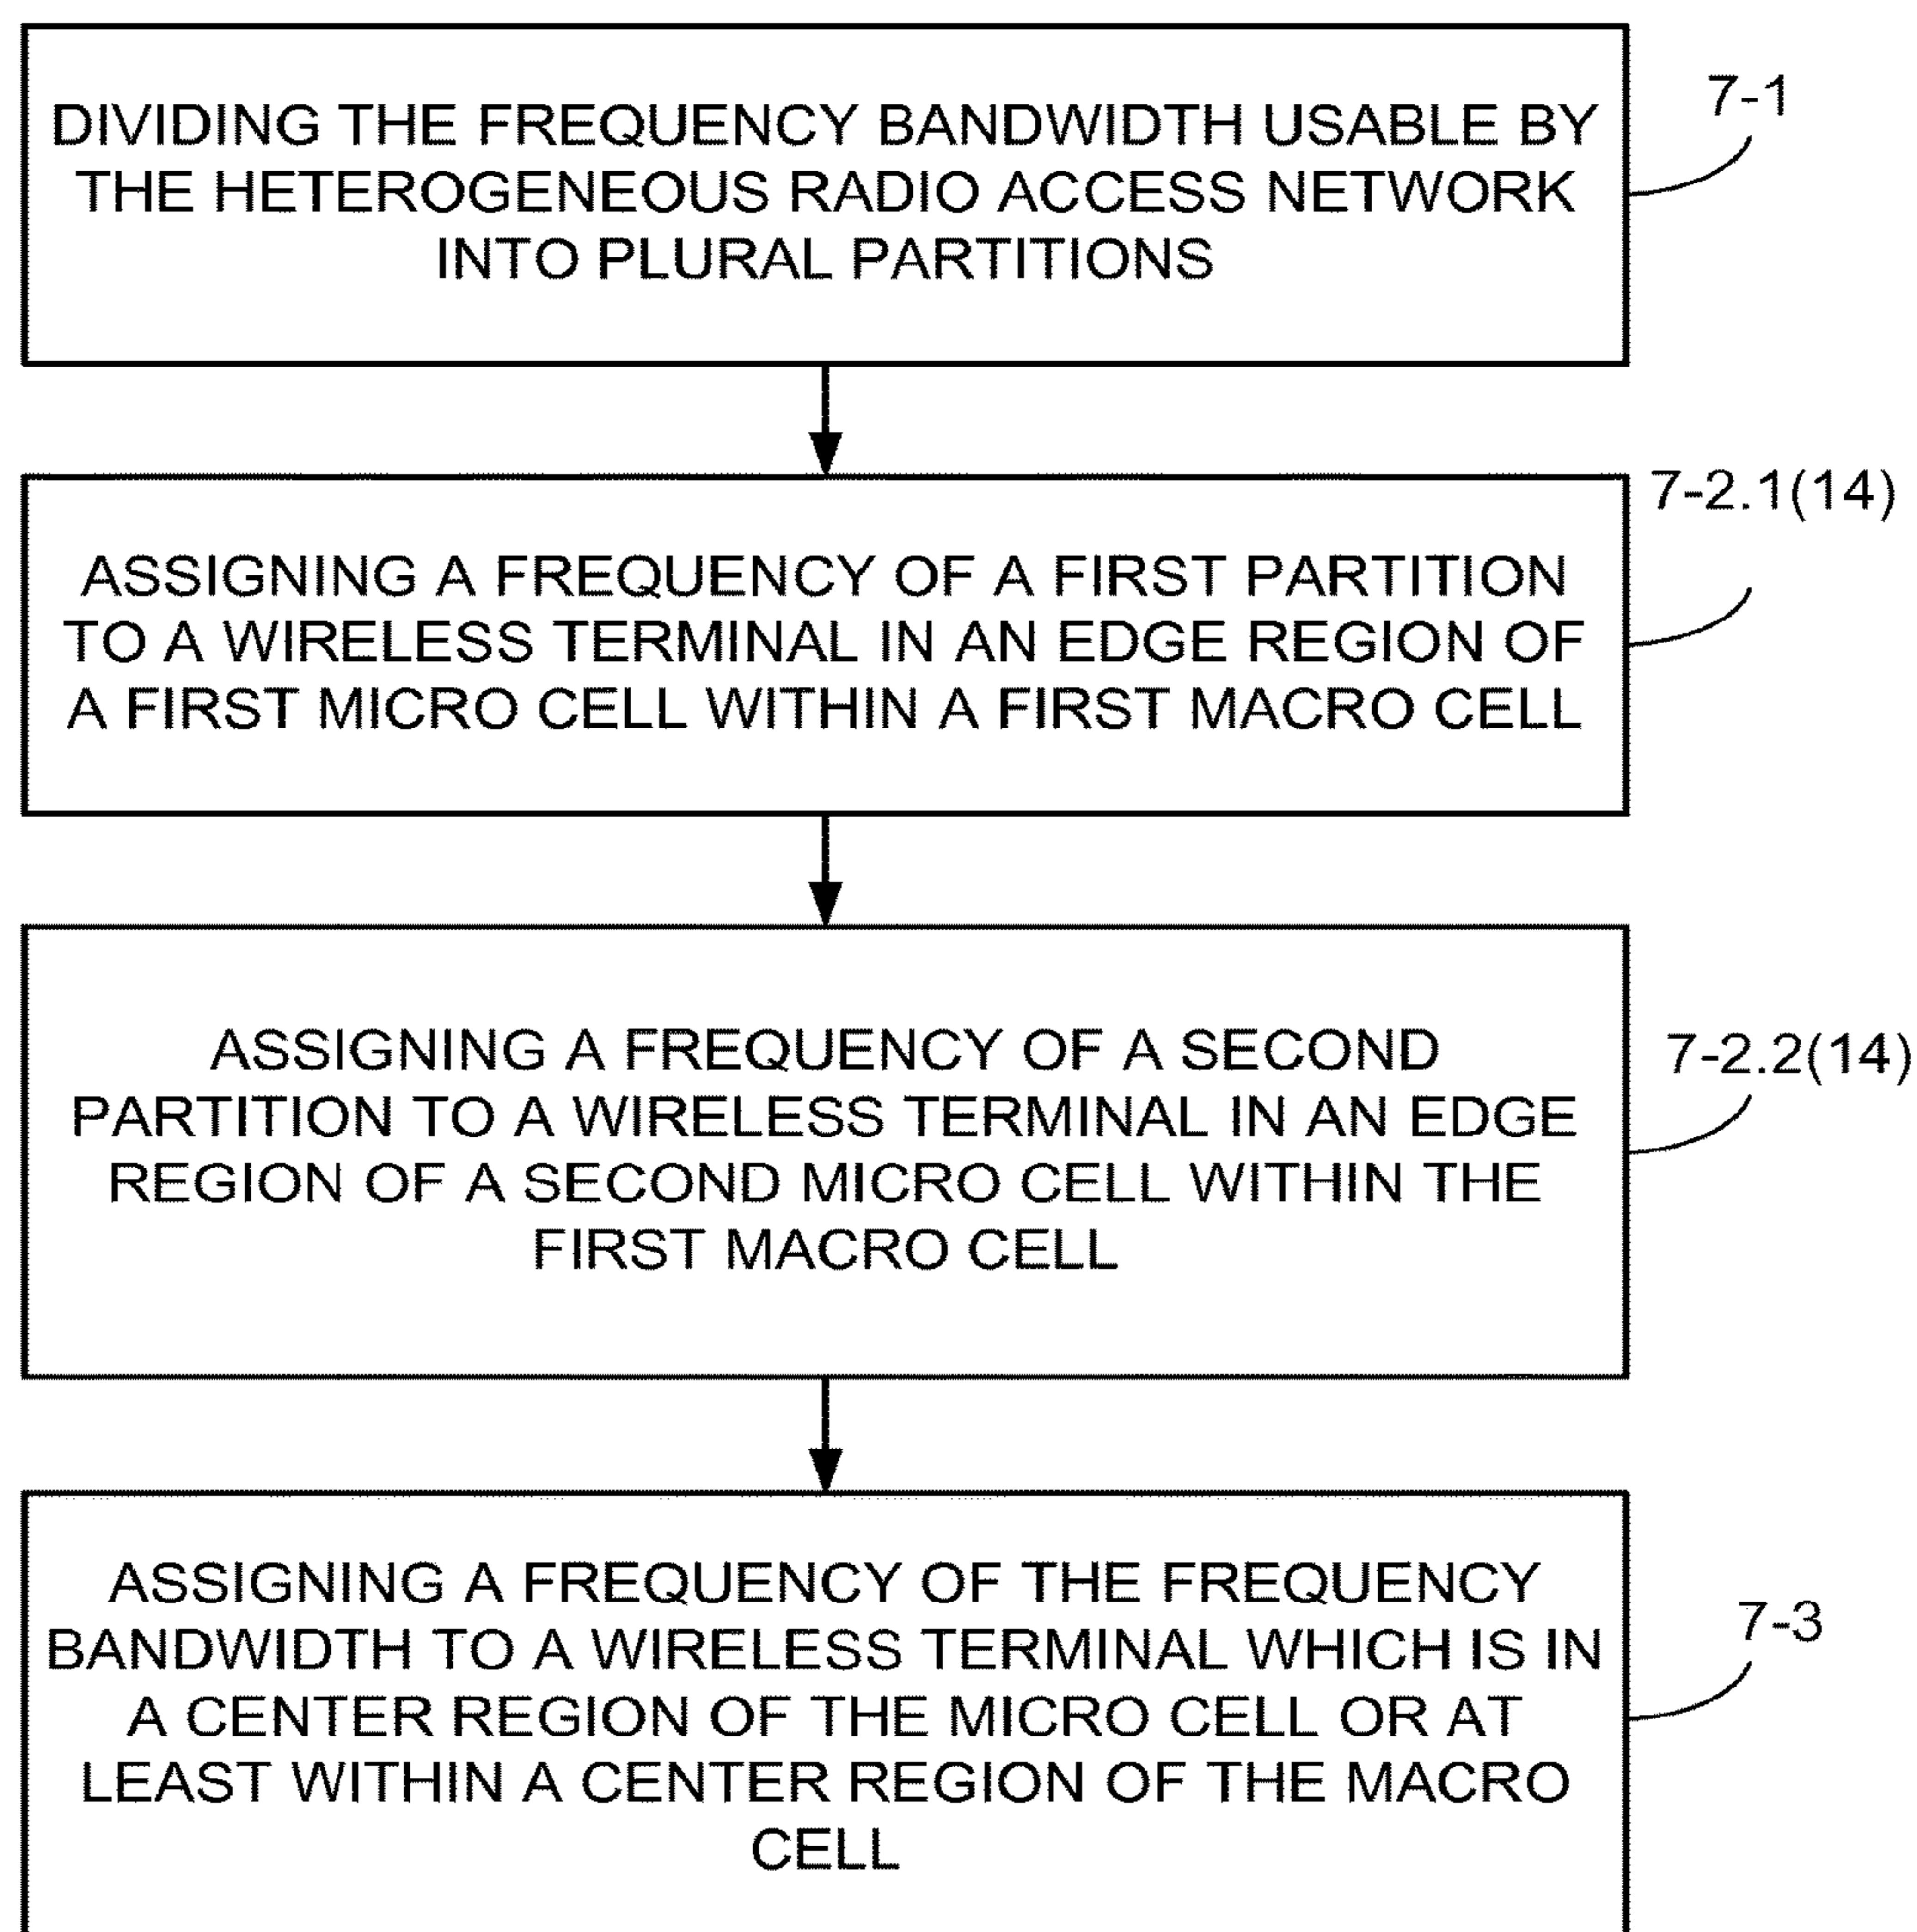 DIVIDING THE FREQUENCY BANDWIDTH USABLE BY
THE HETEROGENEOUS RADIO ACCESS NETWORK
INTO PLURAL PARTITIONS
7-1
ASSIGNING A FREQUENCY OF A FIRST PARTITION
TO A WIRELESS TERMINAL IN AN EDGE REGION OF
A FIRST MICRO CELL WITHIN A FIRST MACRO CELL
7-2.1(14)
ASSIGNING A FREQUENCY OF A SECOND
PARTITION TO A WIRELESS TERMINAL IN AN EDGE
REGION OF A SECOND MICRO CELL WITHIN THE
FIRST MACRO CELL
7-2.2(14)
ASSIGNING A FREQUENCY OF THE FREQUENCY
BANDWIDTH TO A WIRELESS TERMINAL WHICH IS IN
A CENTER REGION OF THE MICRO CELL OR AT
LEAST WITHIN A CENTER REGION OF THE MACRO
CELL
7-3